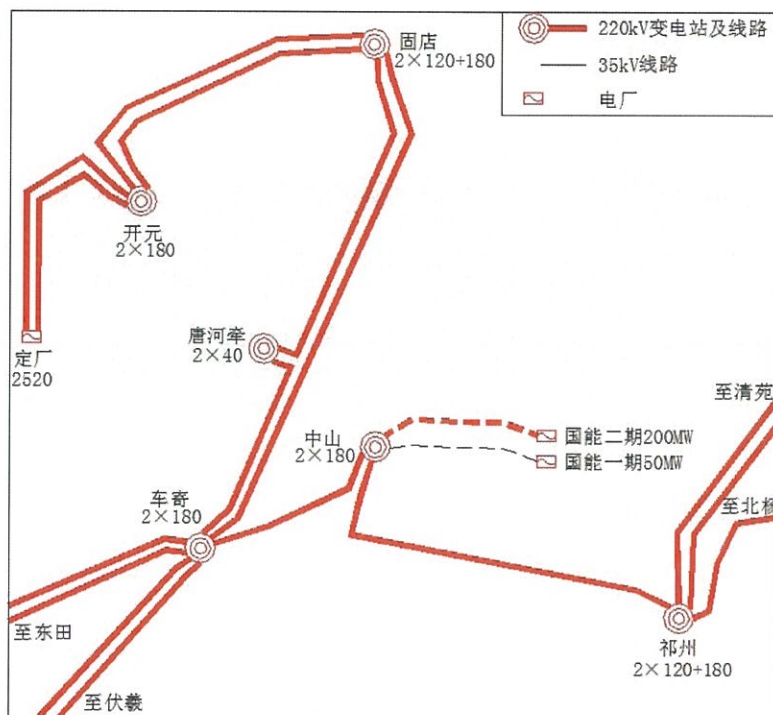 固店
2×120+180
220kV变电站及线路
35kV线路
电厂
开元
2×180
唐河牵
2×40
定厂
2520
至清苑
中山
2×180
国能二期200MW
国能一期50MW
车寄
2×180
至北杨
至东田
祁州
2×120+180
至伏羲